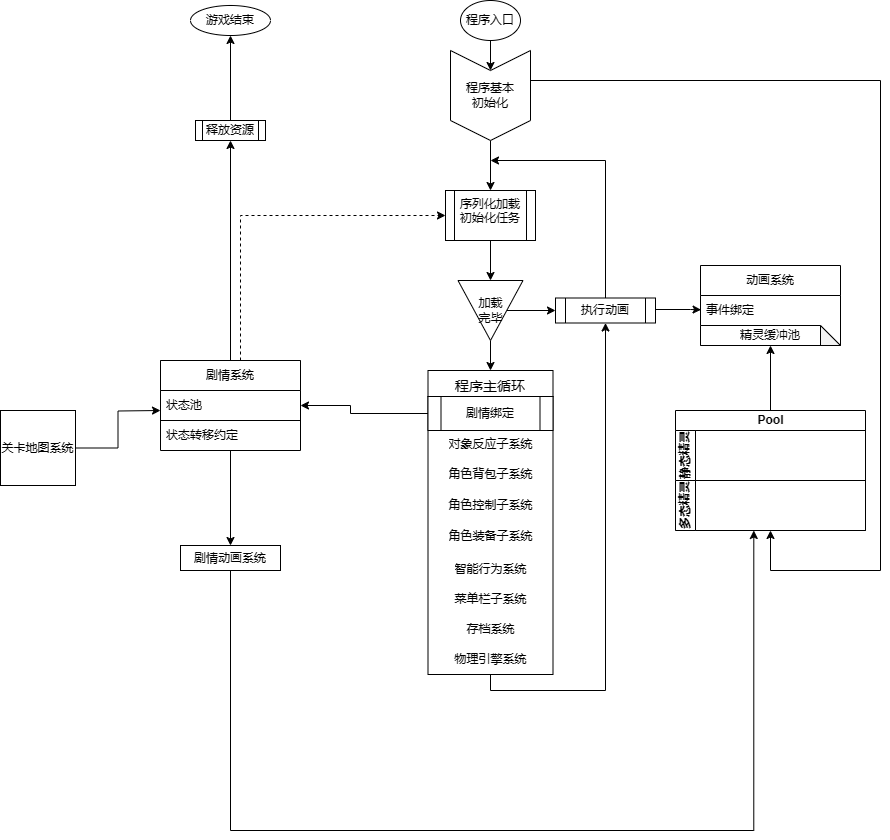 游戏结束
程序入口
程序基本
初始化
释放资源
序列化加载
初始化任务
加载
完毕
执行动画
动画系统
事件绑定
精灵缓冲池
剧情系统
状态池
状态转移约定
关卡地图系统
程序主循环
剧情绑定
对象反应子系统
角色背包子系统
角色控制子系统
角色装备子系统
智能行为系统
菜单栏子系统
存档系统
物理引擎系统
Pool
静态精灵
多态精灵
剧情动画系统